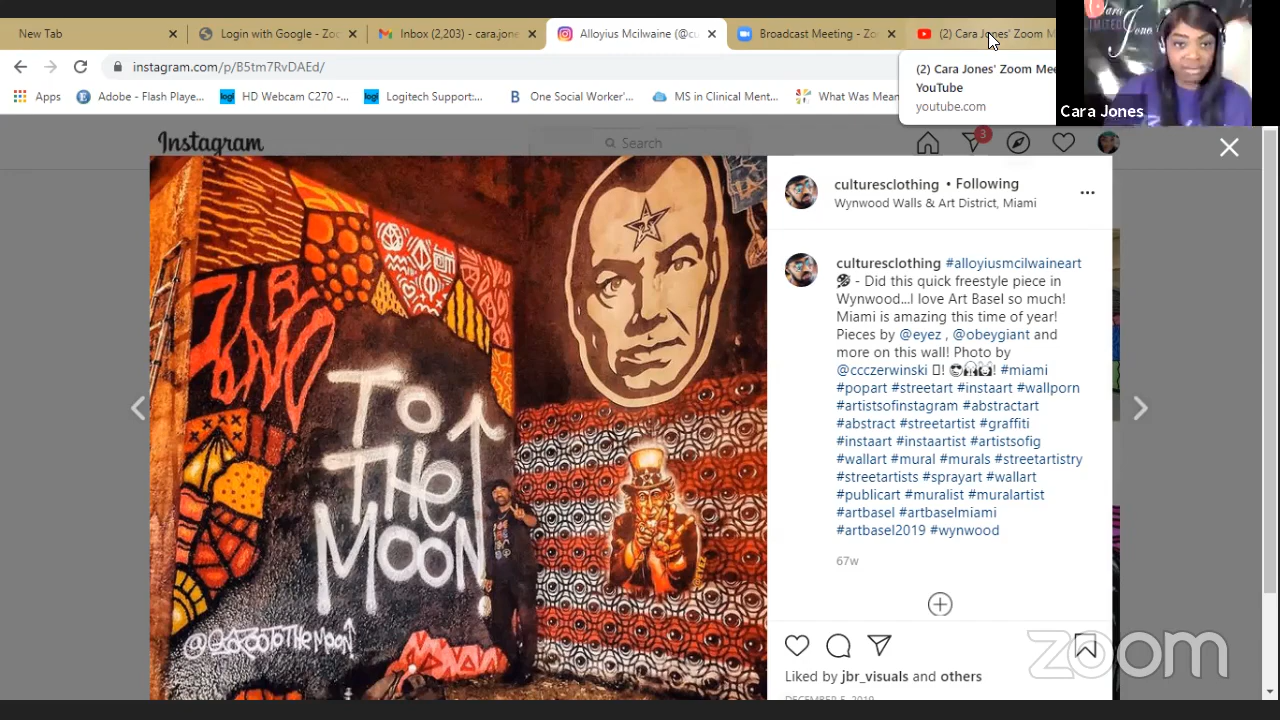 New Tab
Login with Google - Zoo
Inbox (2,203) - cara.jone
Alloyius Mcilwaine (@cu
Broadcast Meeting - Zo
(2) Cara Jones' Zoom M
instagram.com/p/B5tm7RvDAEd/
(2) Cara Jones' Zoom Mee
YouTube
youtube.com
Apps
Adobe - Flash Playe...
HD Webcam C270 -...
Logitech Support:...
One Social Worker'...
MS in Clinical Ment...
What Was Mean
Cara Jones
Instagram
Search
3
culturesclothing • Following
Wynwood Walls & Art District, Miami
culturesclothing #alloyiusmcilwaineart
🎨 - Did this quick freestyle piece in
Wynwood...I love Art Basel so much!
Miami is amazing this time of year!
Pieces by @eyez , @obeygiant and
more on this wall! Photo by
@ccczerwinski ! #miami
#popart #streetart #instaart #wallporn
#artistsofinstagram #abstractart
#abstract #streetartist #graffiti
#instaart #instaartist #artistsofig
#wallart #mural #murals #streetartistry
#streetartists #sprayart #wallart
#publicart #muralist #muralartist
#artbasel #artbaselmiami
#artbasel2019 #wynwood
67w
Liked by jbr_visuals and others
DECEMBER 5, 2019
TO
THE
MOON
zoom